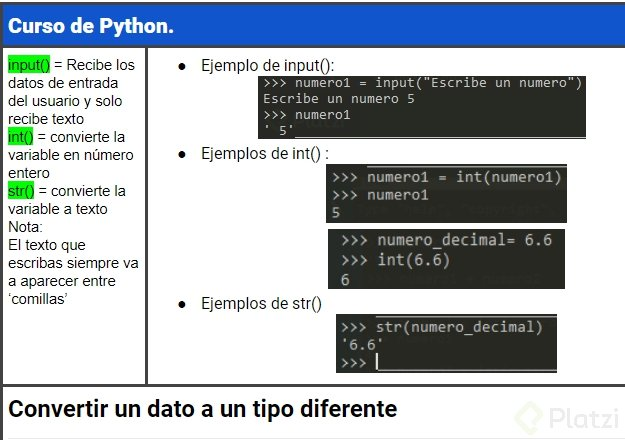 Curso de Python.
input() = Recibe los
datos de entrada
del usuario y solo
recibe texto
int() = convierte la
variable en número
entero
str() = convierte la
variable a texto
Nota:
El texto que
escribas siempre va
a aparecer entre
‘comillas’
● Ejemplo de input():
>>> numero1 = input("Escribe un numero")
Escribe un numero 5
>>> numero1
' 5'
● Ejemplos de int() :
>>> numero1 = int(numero1)
>>> numero1
5
>>> numero_decimal= 6.6
>>> int(6.6)
6
● Ejemplos de str()
>>> str(numero_decimal)
'6.6'
>>>
Convertir un dato a un tipo diferente
Platzi